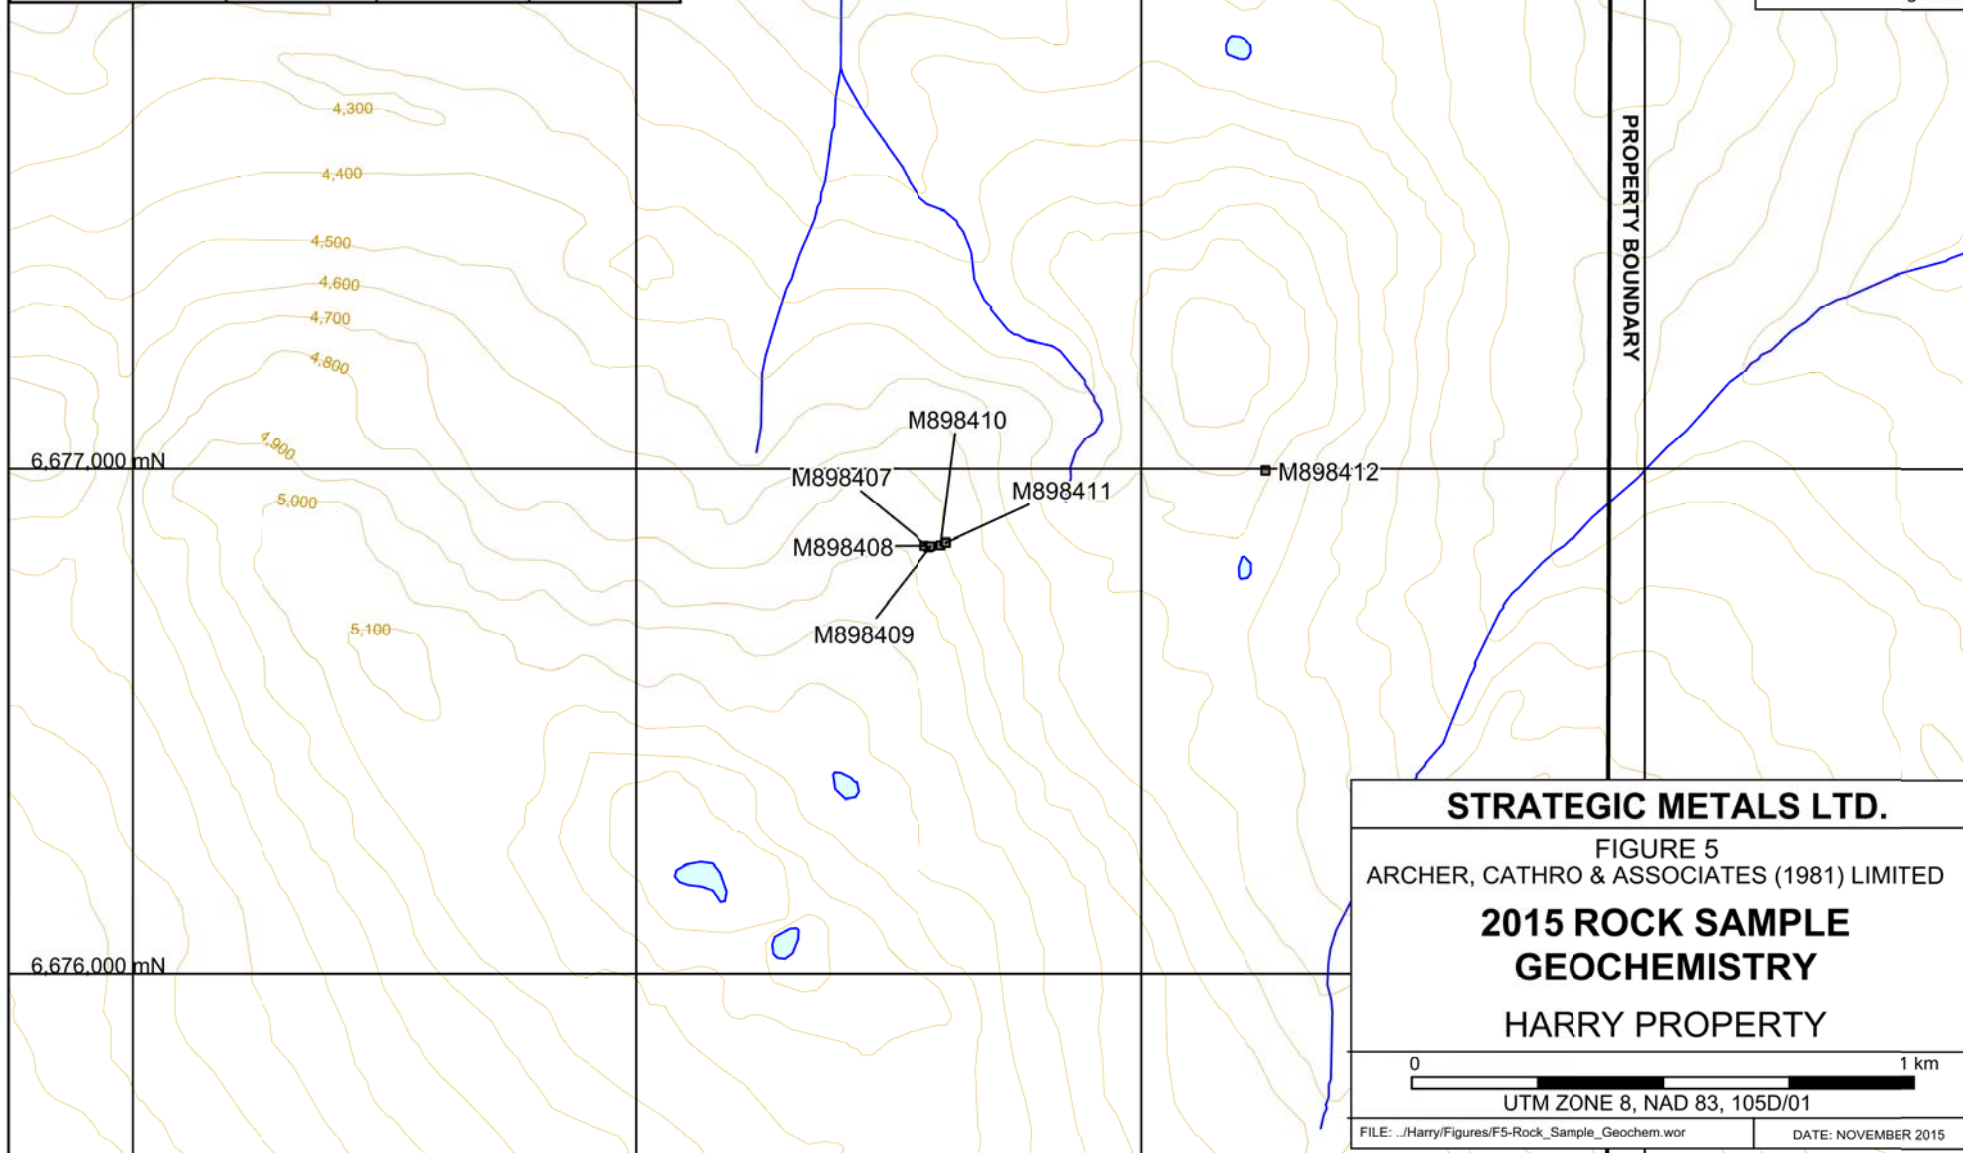 4,300
4,400
4,500
4,600
4,700
4,800
4,900
5,000
5,100
PROPERTY BOUNDARY
6,677,000 mN
M898410
M898407
M898411
M898412
M898408
M898409
6,676,000 mN
STRATEGIC METALS LTD.
FIGURE 5
ARCHER, CATHRO & ASSOCIATES (1981) LIMITED
2015 ROCK SAMPLE
GEOCHEMISTRY
HARRY PROPERTY
0 1 km
UTM ZONE 8, NAD 83, 105D/01
FILE: ../Harry/Figures/F5-Rock_Sample_Geochem.wor
DATE: NOVEMBER 2015